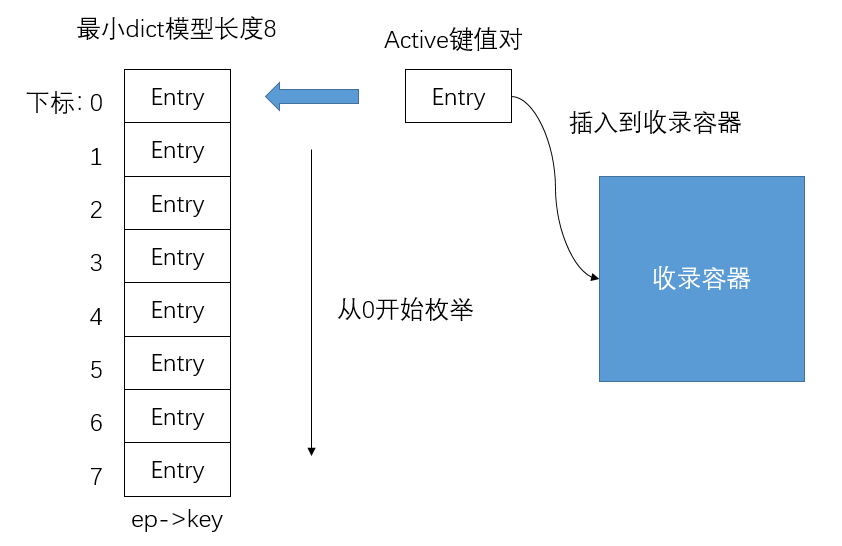 最小dict模型长度8
Active键值对
下标: 0 Entry
Entry
插入到收录容器
1 Entry
2 Entry
3 Entry
收录容器
4 Entry
从0开始枚举
5 Entry
6 Entry
7 Entry
ep->key